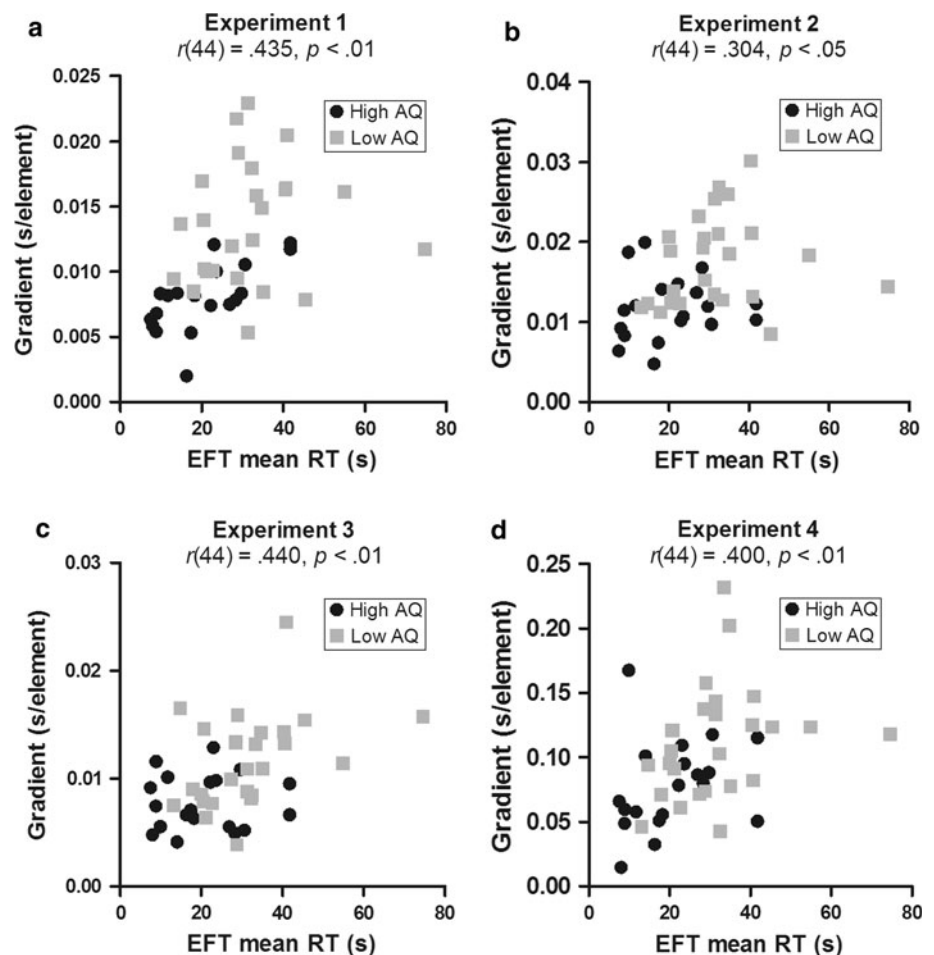 a
Experiment 1
r(44) = .435, p < .01
0.025
0.020
0.015
0.010
0.005
0.000
Gradient (s/element)
High AQ
Low AQ
0 20 40 60 80
EFT mean RT (s)
b
Experiment 2
r(44) = .304, p < .05
0.04
0.03
0.02
0.01
0.00
Gradient (s/element)
High AQ
Low AQ
0 20 40 60 80
EFT mean RT (s)
c
Experiment 3
r(44) = .440, p < .01
0.03
0.02
0.01
0.00
Gradient (s/element)
High AQ
Low AQ
0 20 40 60 80
EFT mean RT (s)
d
Experiment 4
r(44) = .400, p < .01
0.25
0.20
0.15
0.10
0.05
0.00
Gradient (s/element)
High AQ
Low AQ
0 20 40 60 80
EFT mean RT (s)